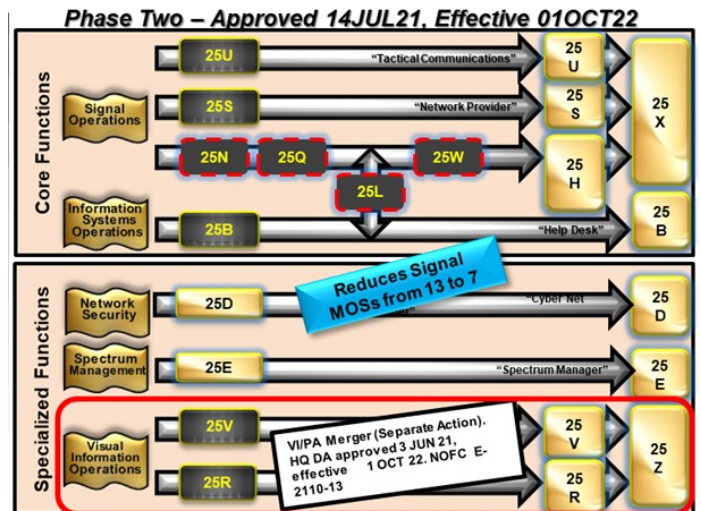 Phase Two – Approved 14JUL21, Effective 01OCT22
Core Functions
Signal
Operations
25U
"Tactical Communications"
25
U
25S
"Network Provider"
25
S
25
X
25N
25Q
25W
25
H
25L
Information
Systems
Operations
25B
"Help Desk"
25
B
Reduces Signal
MOSs from 13 to 7
Specialized Functions
Network
Security
25D
"Cyber Net
25
D
Spectrum
Management
25E
"Spectrum Manager"
25
E
Visual
Information
Operations
25V
25
V
25R
25
R
25
Z
VI/PA Merger (Separate Action).
HQ DA approved 3 JUN 21,
effective 1 OCT 22. NOFC E-
2110-13